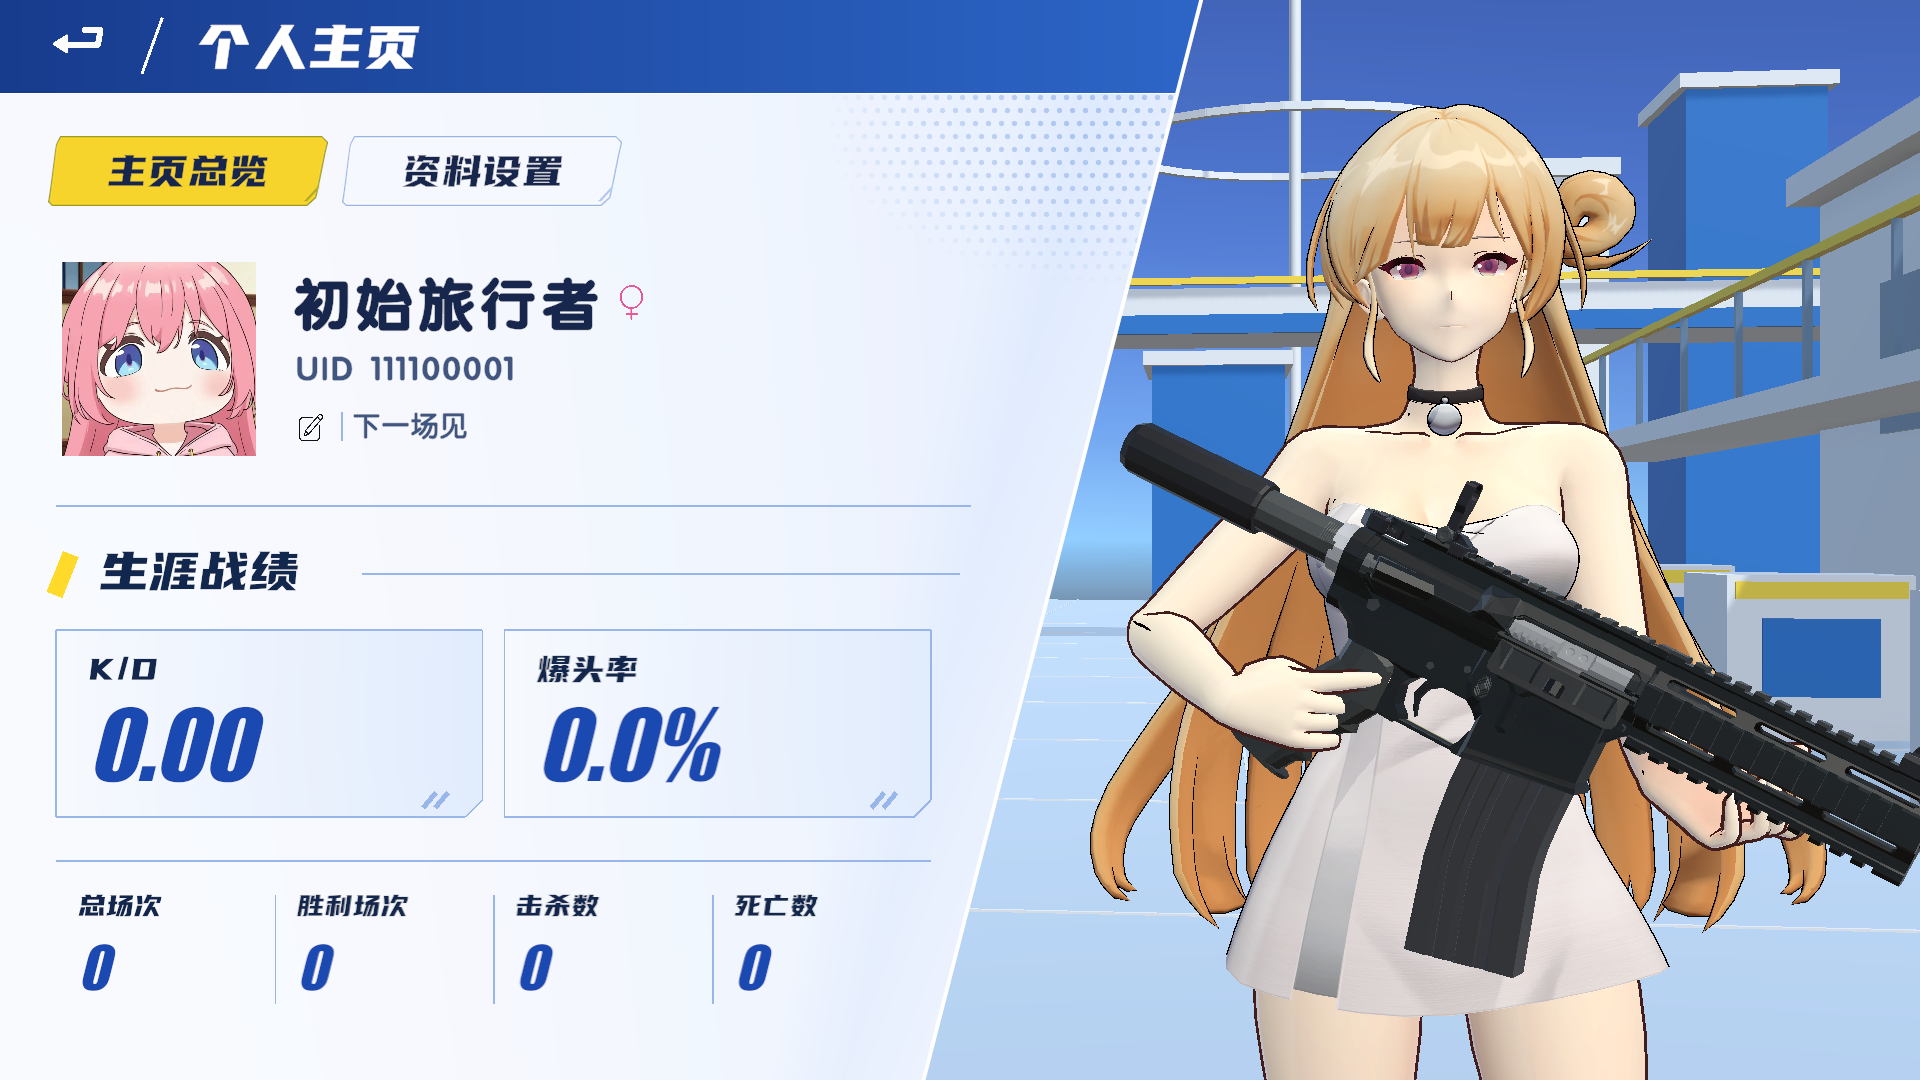 个人主页
主页总览
资料设置
初始旅行者
UID 111100001
下一场见
生涯战绩
K/D
0.00
爆头率
0.0%
总场次
0
胜利场次
0
击杀数
0
死亡数
0